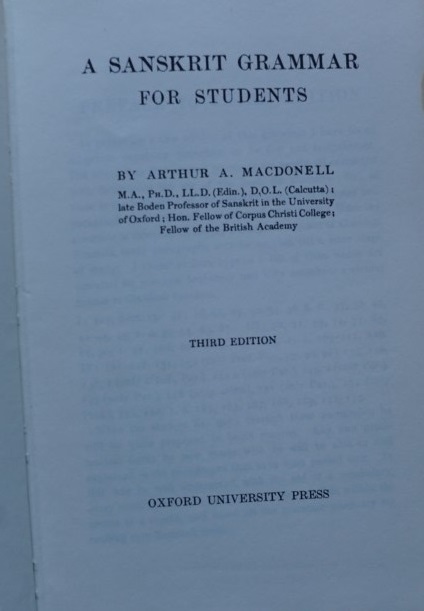 A SANSKRIT GRAMMAR
FOR STUDENTS
BY ARTHUR A. MACDONELL
M.A., PH.D., LL.D. (Edin.), D.O.L. (Calcutta);
late Boden Professor of Sanskrit in the University
of Oxford; Hon. Fellow of Corpus Christi College;
Fellow of the British Academy
THIRD EDITION
OXFORD UNIVERSITY PRESS